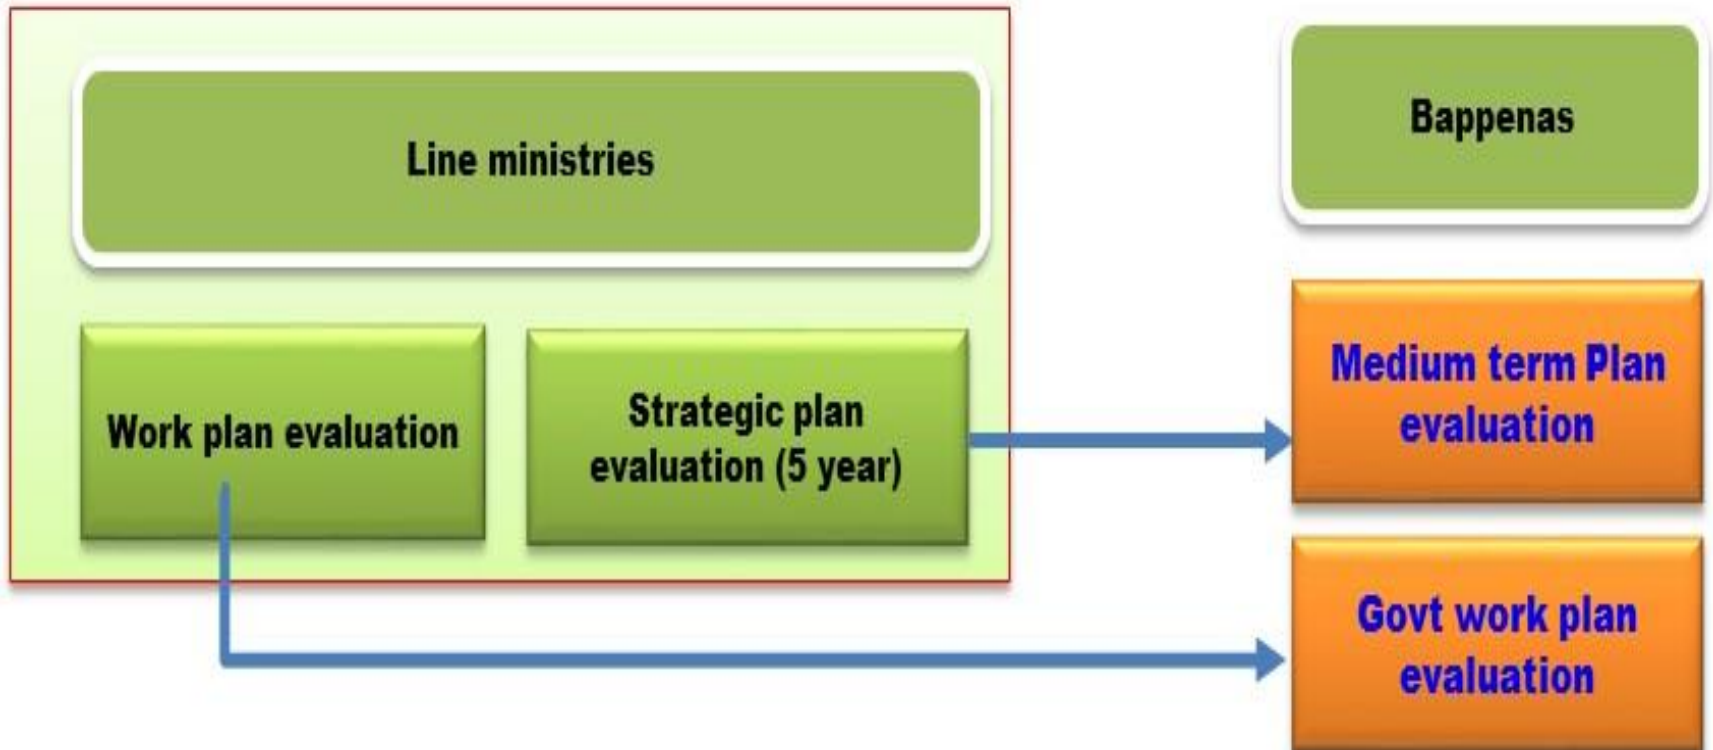 Line ministries
Bappenas
Work plan evaluation
Strategic plan
evaluation (5 year)
Medium term Plan
evaluation
Govt work plan
evaluation